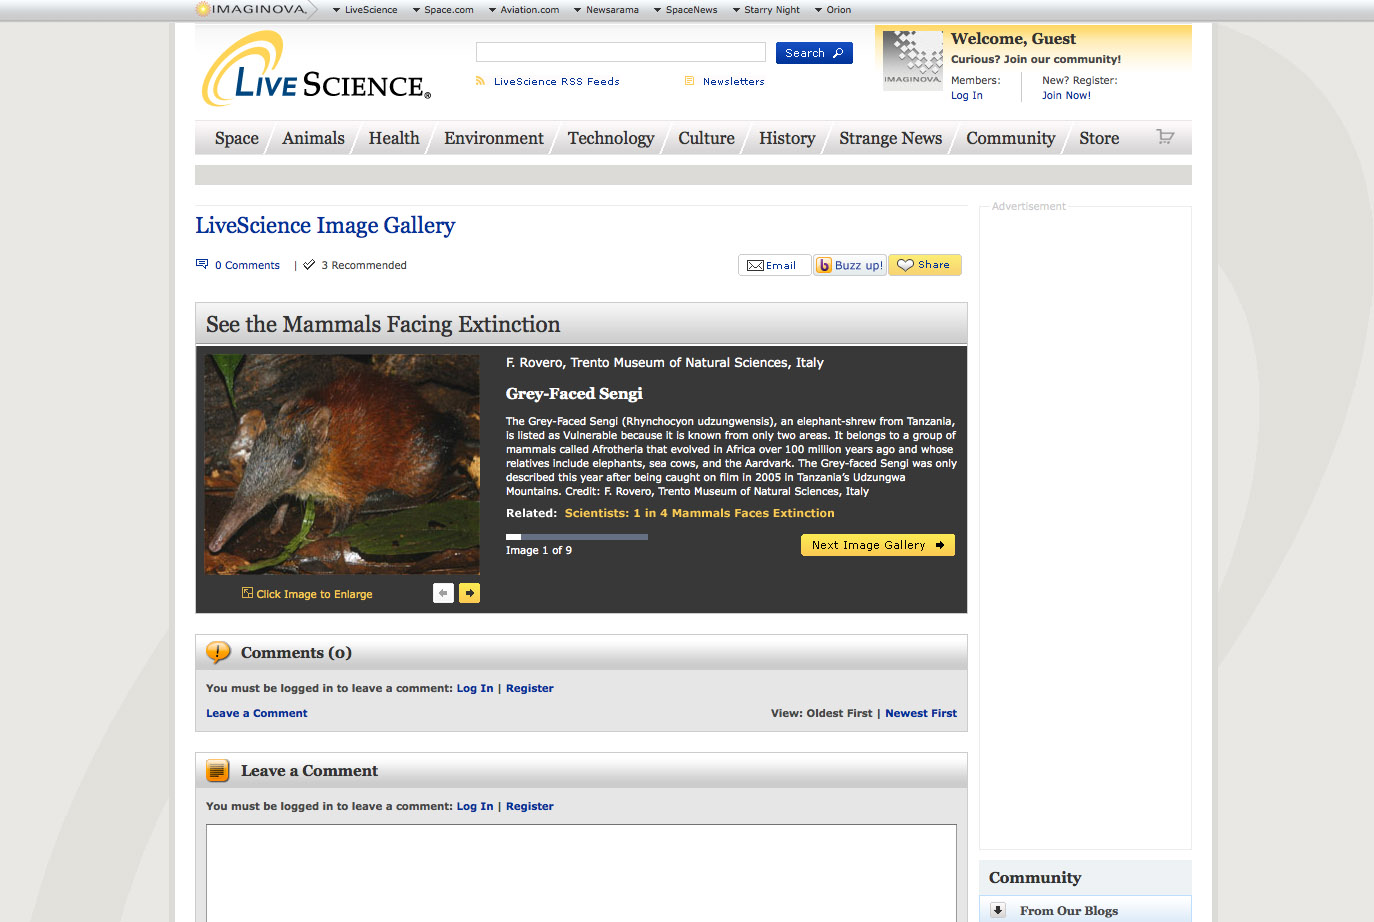 IMAGINOVA. LiveScience Space.com Aviation.com Newsarama SpaceNews Starry Night Orion
LIVESCIENCE®
Search
LiveScience RSS Feeds Newsletters
IMAGINOVA.
Welcome, Guest
Curious? Join our community!
Members: New? Register:
Log In Join Now!
Space Animals Health Environment Technology Culture History Strange News Community Store
Advertisement
LiveScience Image Gallery
0 Comments | 3 Recommended
Email Buzz up! Share
See the Mammals Facing Extinction
F. Rovero, Trento Museum of Natural Sciences, Italy
Grey-Faced Sengi
The Grey-Faced Sengi (Rhynchocyon udzungwensis), an elephant-shrew from Tanzania,
is listed as Vulnerable because it is known from only two areas. It belongs to a group of
mammals called Afrotheria that evolved in Africa over 100 million years ago and whose
relatives include elephants, sea cows, and the Aardvark. The Grey-faced Sengi was only
described this year after being caught on film in 2005 in Tanzania's Udzungwa
Mountains. Credit: F. Rovero, Trento Museum of Natural Sciences, Italy
Related: Scientists: 1 in 4 Mammals Faces Extinction
Image 1 of 9
Next Image Gallery
Click Image to Enlarge
Comments (0)
You must be logged in to leave a comment: Log In | Register
Leave a Comment View: Oldest First | Newest First
Leave a Comment
You must be logged in to leave a comment: Log In | Register
Community
From Our Blogs